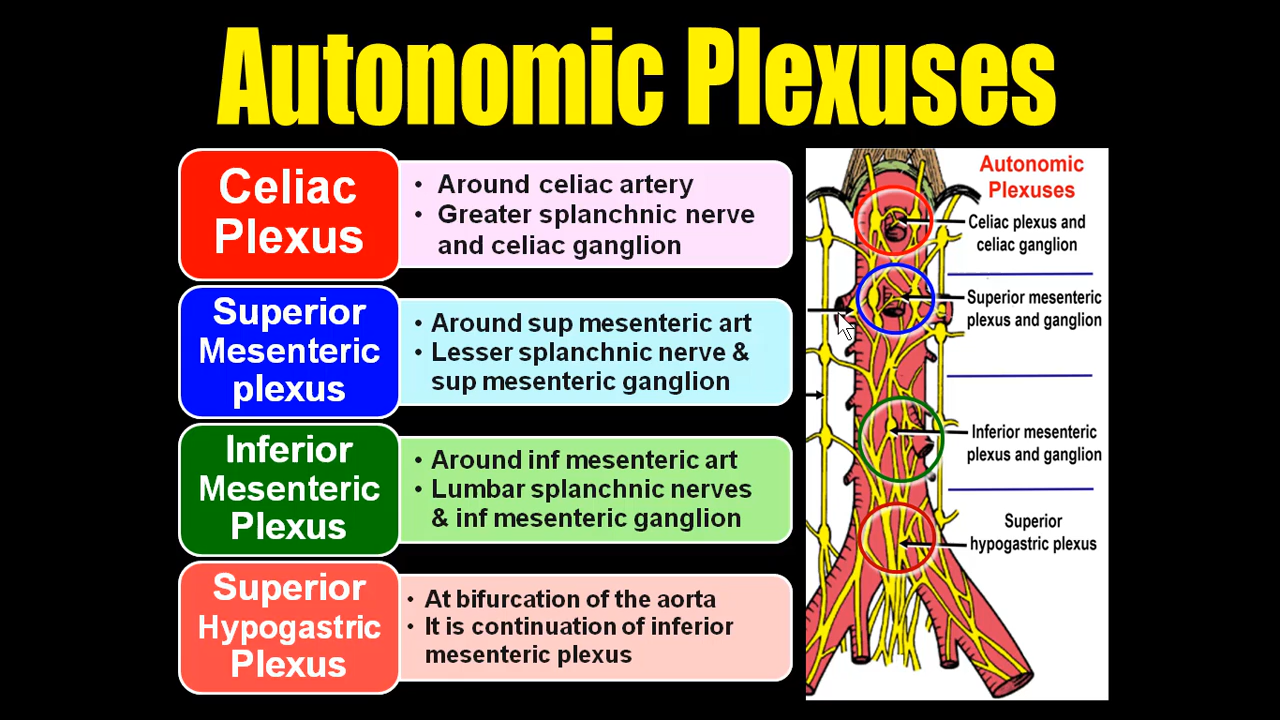 Autonomic Plexuses
Celiac
Plexus
• Around celiac artery
• Greater splanchnic nerve
and celiac ganglion
Superior
Mesenteric
plexus
• Around sup mesenteric art
• Lesser splanchnic nerve &
sup mesenteric ganglion
Inferior
Mesenteric
Plexus
• Around inf mesenteric art
• Lumbar splanchnic nerves
& inf mesenteric ganglion
Superior
Hypogastric
Plexus
• At bifurcation of the aorta
• It is continuation of inferior
mesenteric plexus
Autonomic
Plexuses
Celiac plexus and
celiac ganglion
Superior mesenteric
plexus and ganglion
Inferior mesenteric
plexus and ganglion
Superior
hypogastric plexus